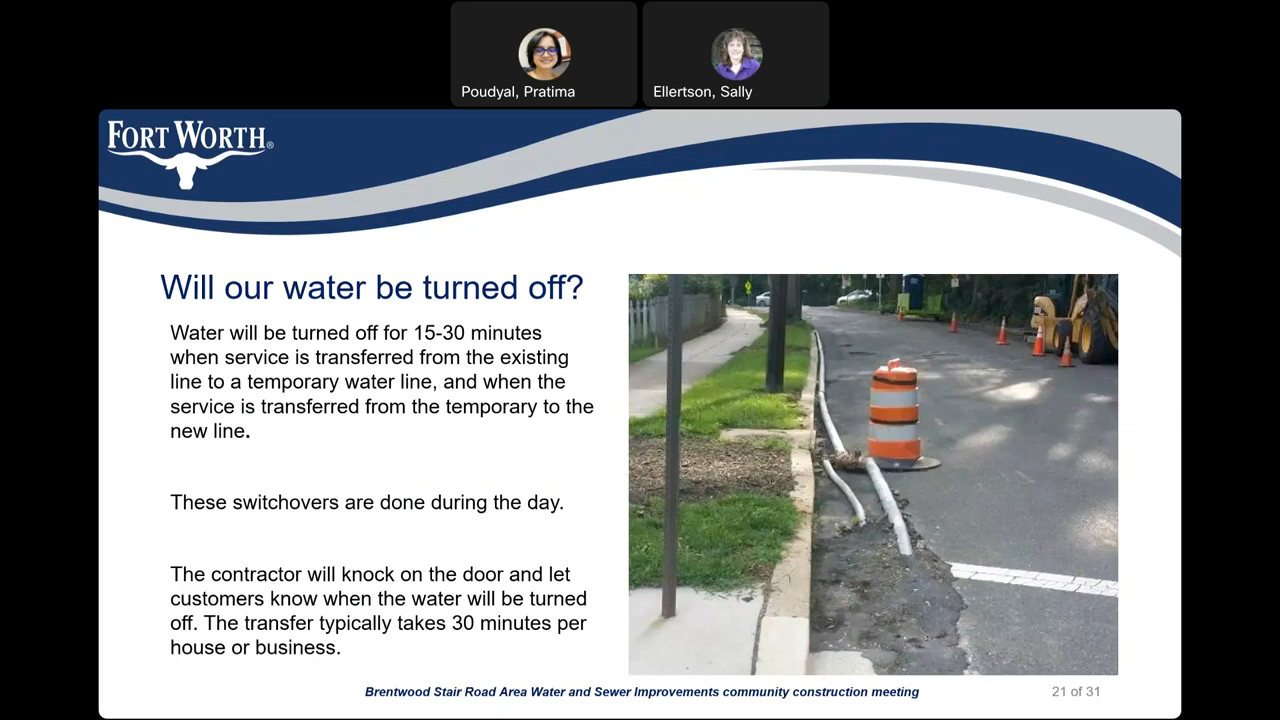 Poudyal, Pratima
Ellertson, Sally
FORT WORTH®
Will our water be turned off?
Water will be turned off for 15-30 minutes
when service is transferred from the existing
line to a temporary water line, and when the
service is transferred from the temporary to the
new line.
These switchovers are done during the day.
The contractor will knock on the door and let
customers know when the water will be turned
off. The transfer typically takes 30 minutes per
house or business.
Brentwood Stair Road Area Water and Sewer Improvements community construction meeting
21 of 31